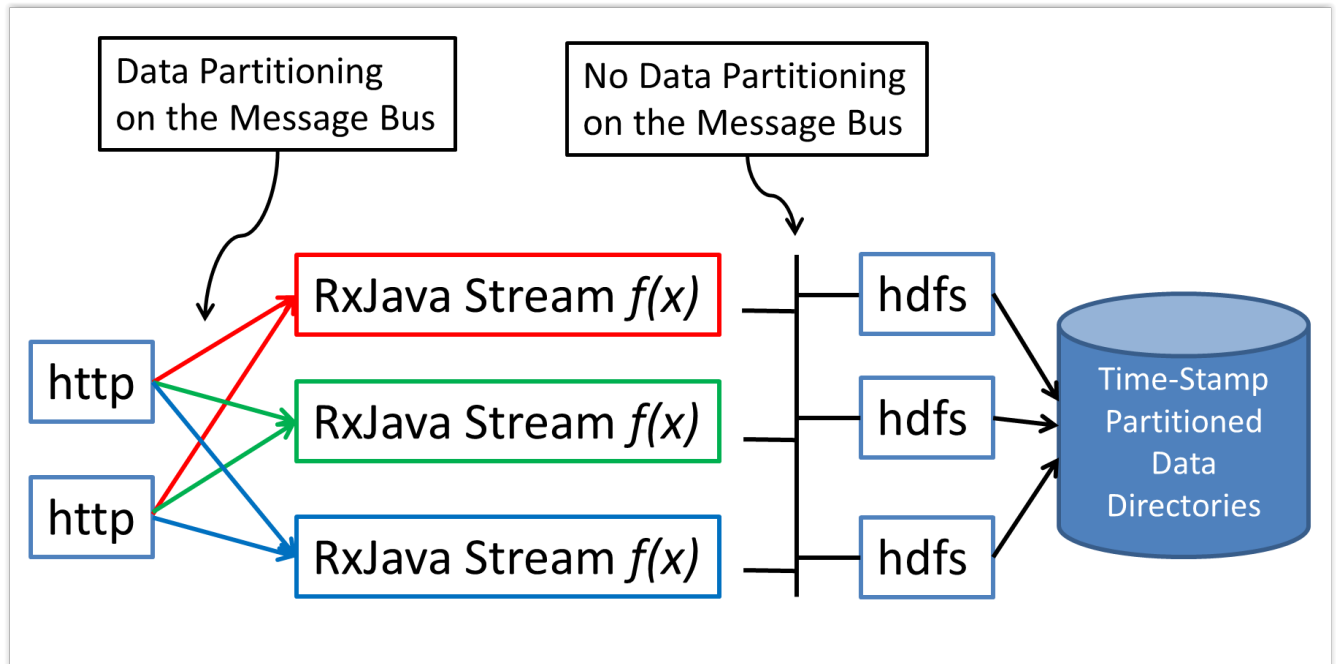 Data Partitioning
on the Message Bus
No Data Partitioning
on the Message Bus
http
http
RxJava Stream f(x)
RxJava Stream f(x)
RxJava Stream f(x)
hdfs
hdfs
hdfs
Time-Stamp
Partitioned
Data
Directories